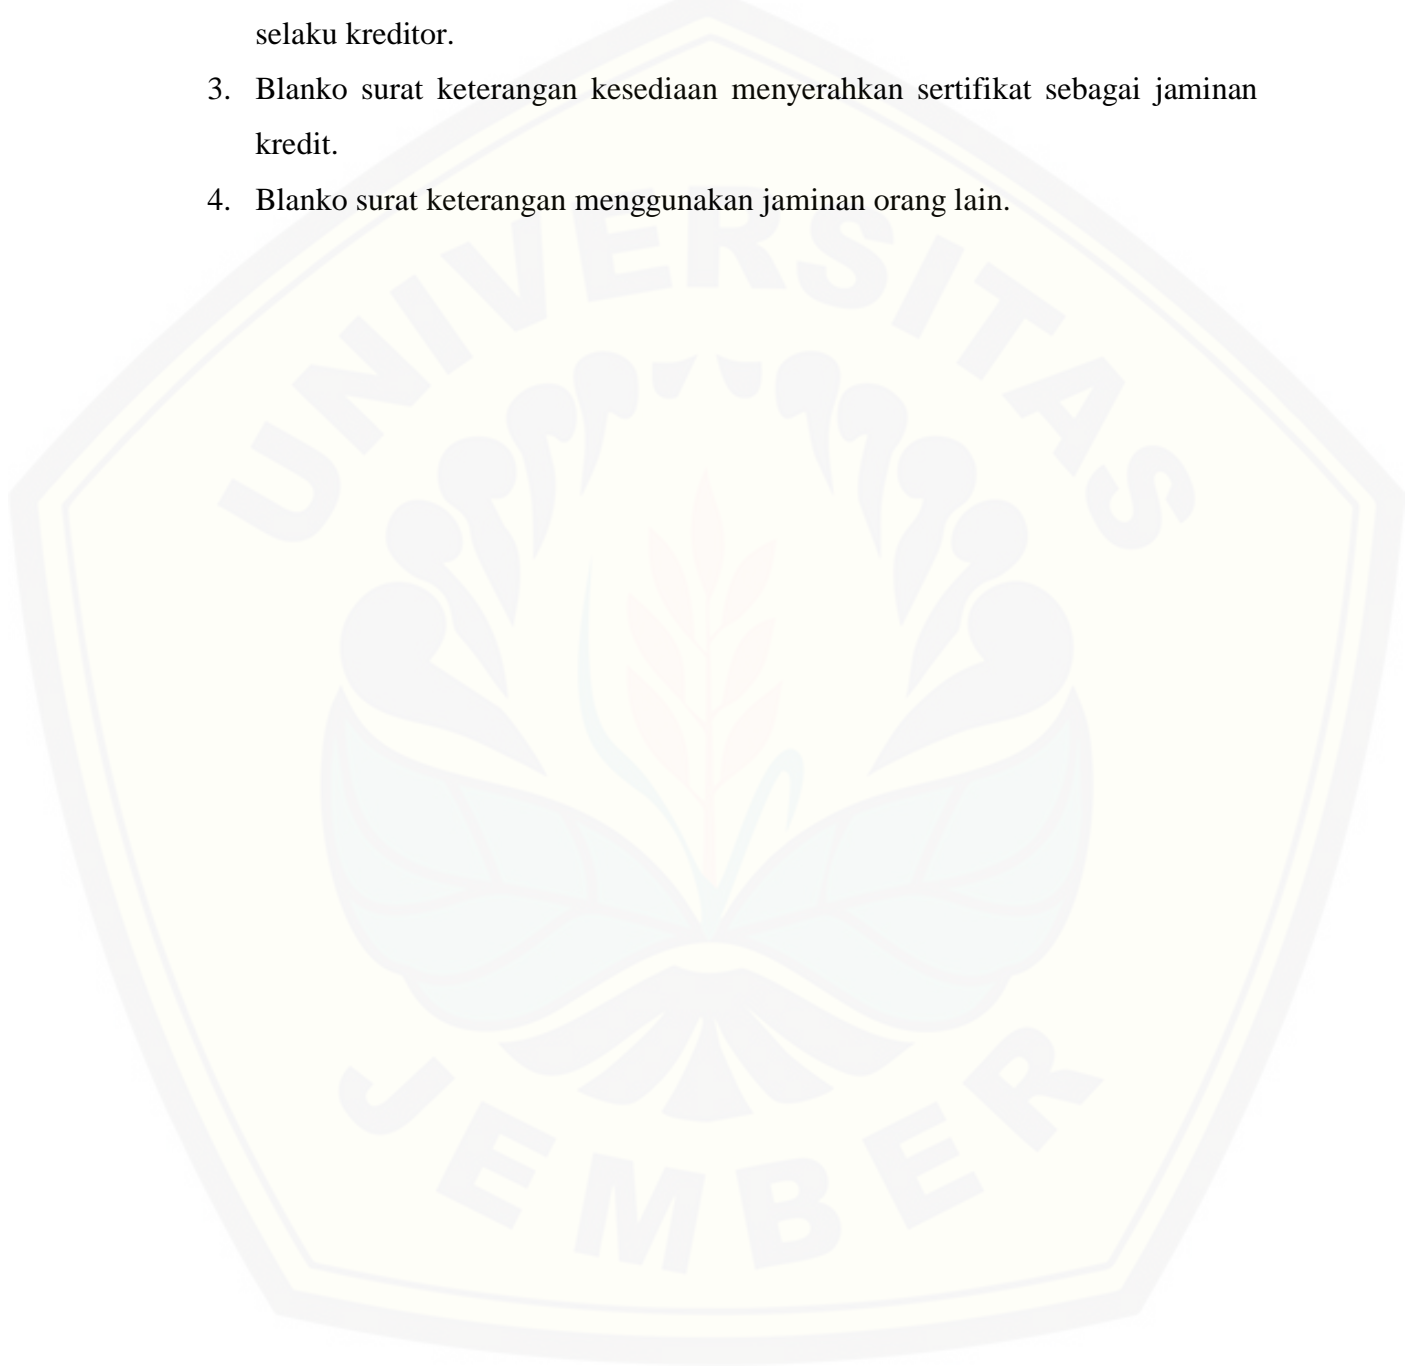 selaku kreditor.
3. Blanko surat keterangan kesediaan menyerahkan sertifikat sebagai jaminan
kredit.
4. Blanko surat keterangan menggunakan jaminan orang lain.
UNIVERSITAS
JEMBER